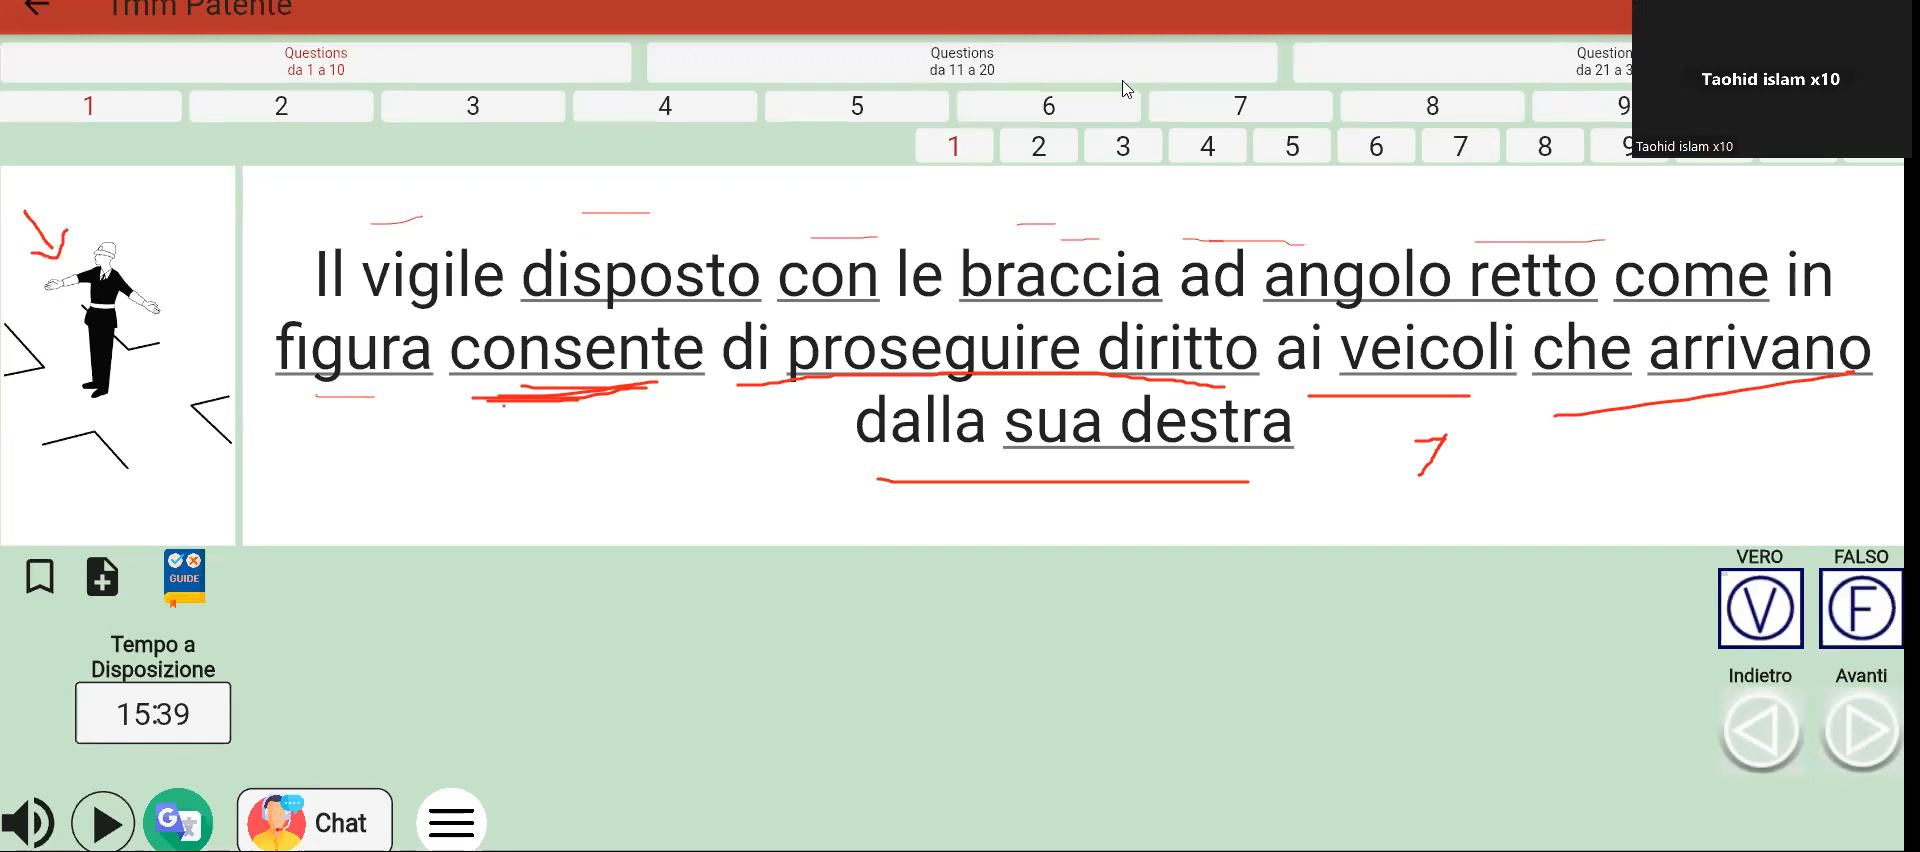 Tmm Patente
Questions
da 1 a 10
Questions
da 11 a 20
Question
da 21 a 3
1 2 3 4 5 6 7 8 9
1 2 3 4 5 6 7 8 9
Taohid islam x10
Taohid islam x10
Il vigile disposto con le braccia ad angolo retto come in
figura consente di proseguire diritto ai veicoli che arrivano
dalla sua destra
GUIDE
VERO FALSO
V F
Tempo a
Disposizione
15:39
Indietro Avanti
G
Chat